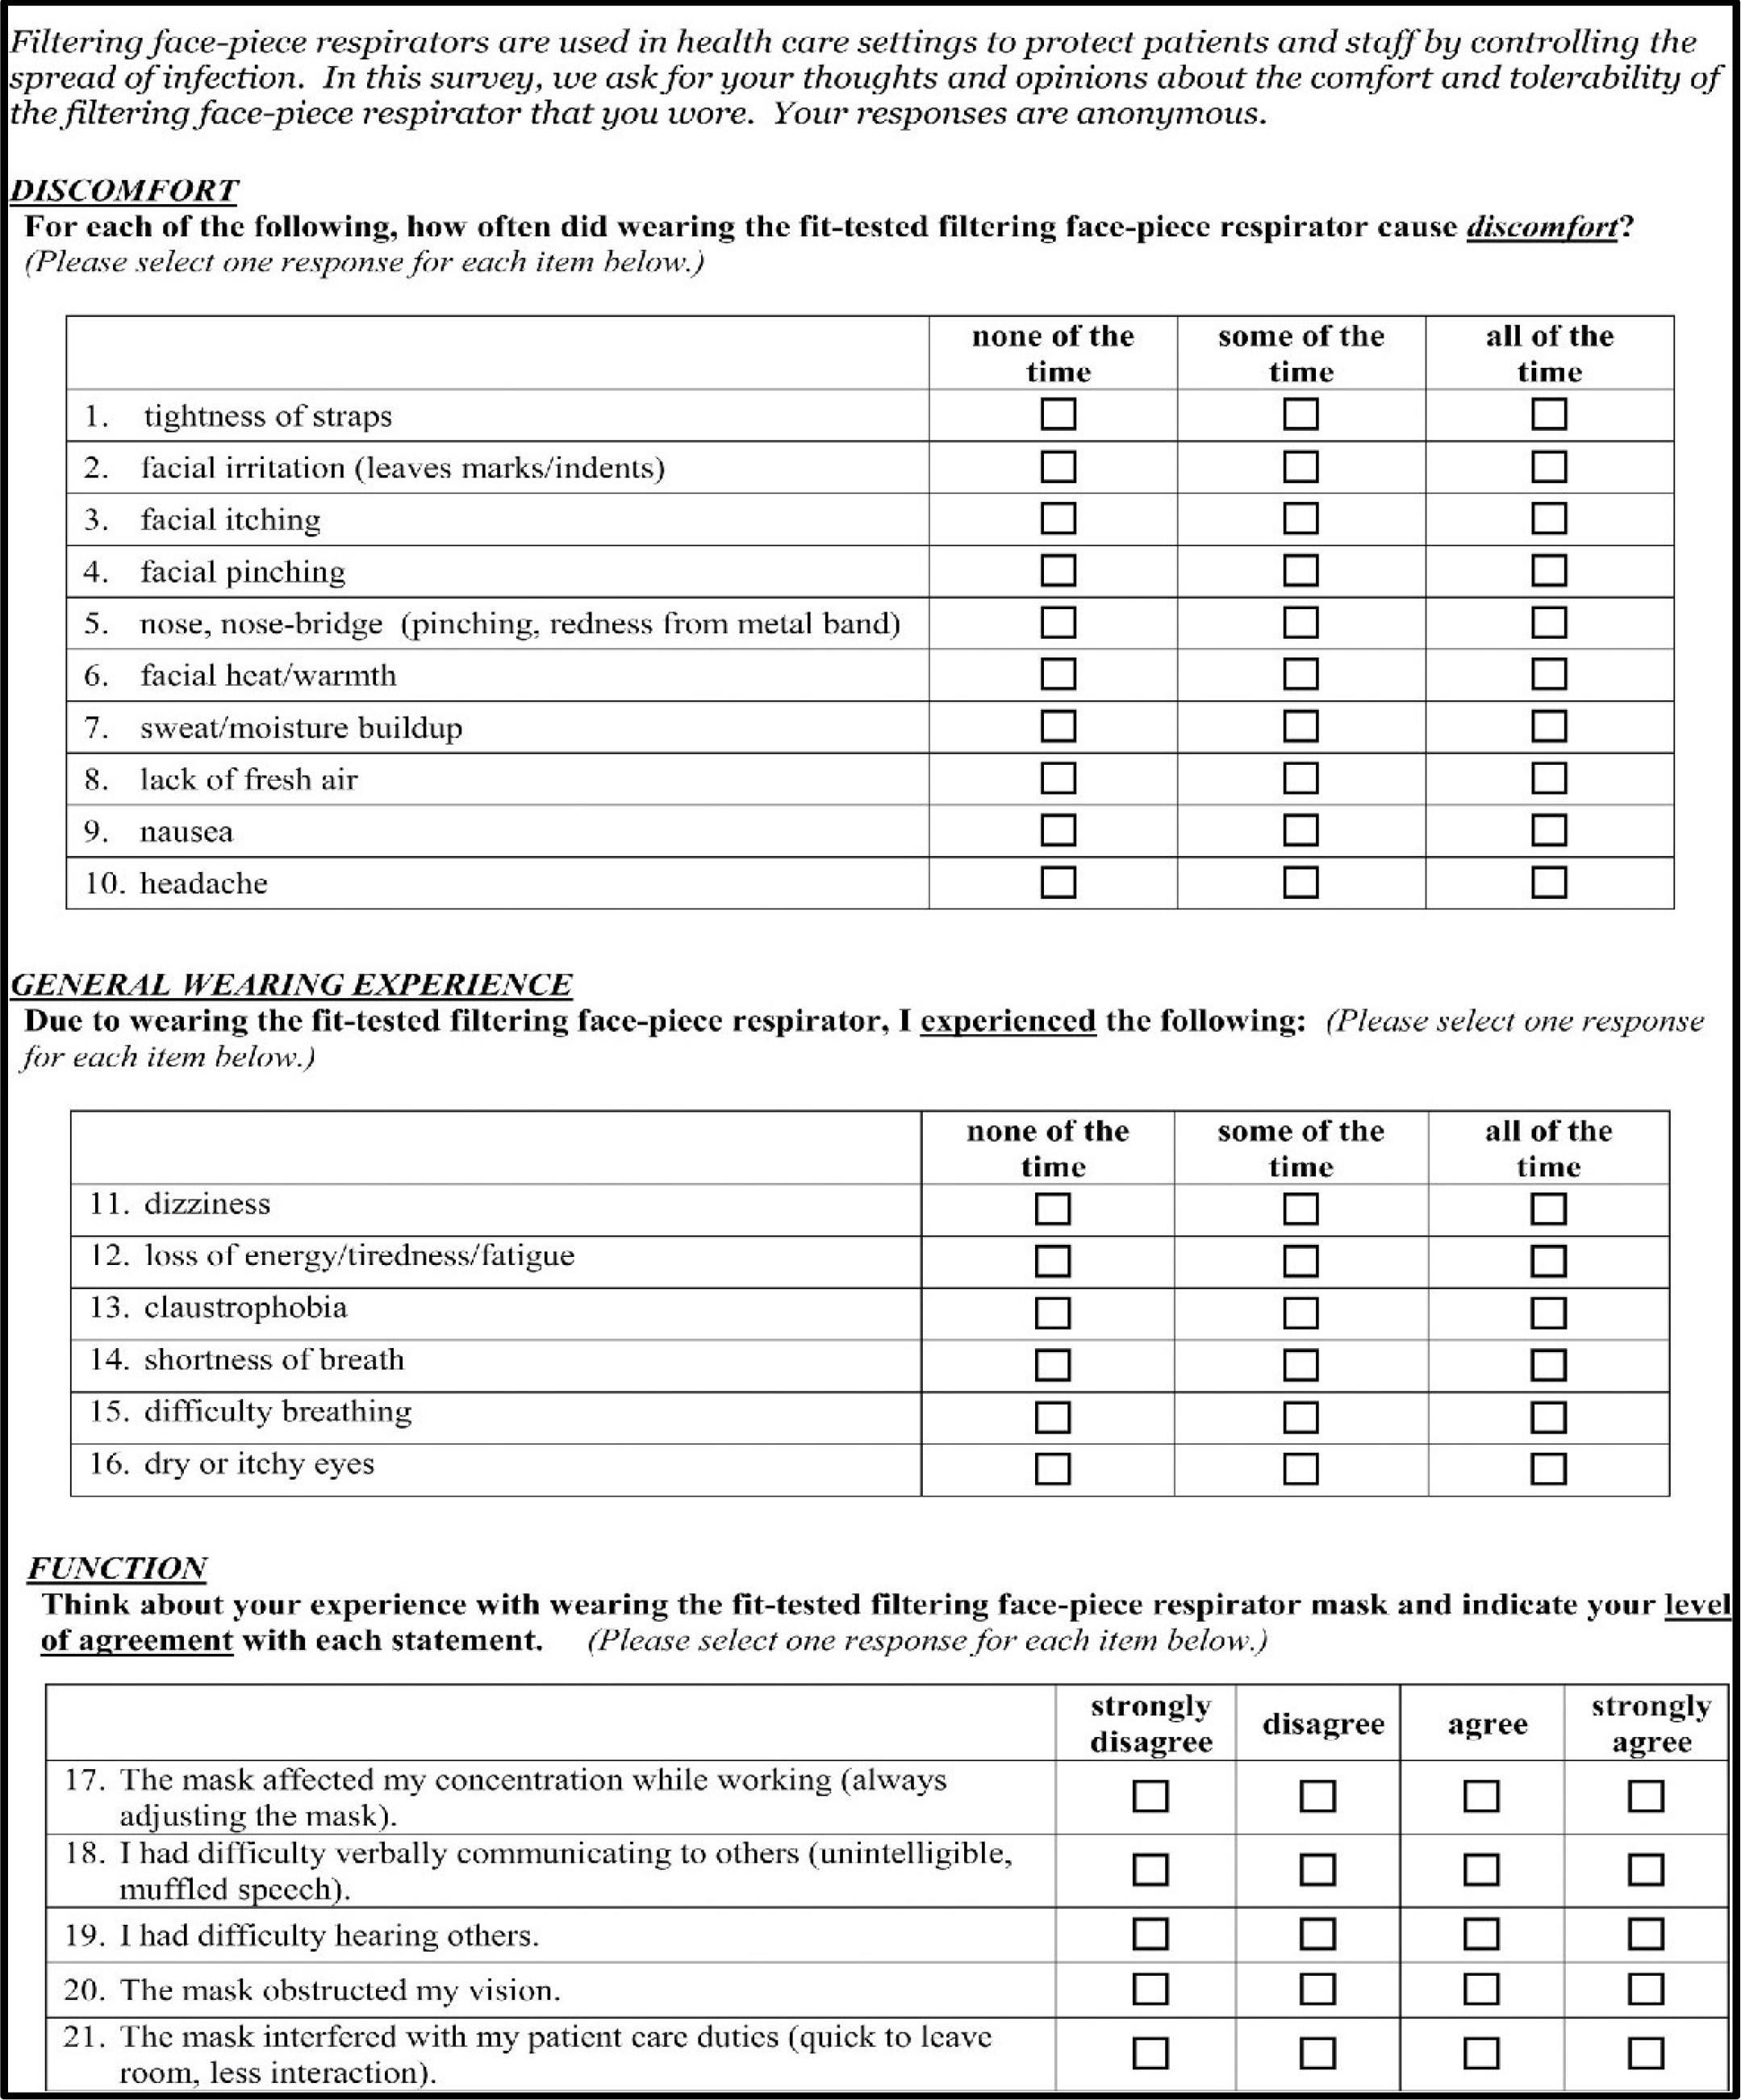 Filtering face-piece respirators are used in health care settings to protect patients and staff by controlling the
spread of infection.  In this survey, we ask for your thoughts and opinions about the comfort and tolerability of
the filtering face-piece respirator that you wore.  Your responses are anonymous.
DISCOMFORT
For each of the following, how often did wearing the fit-tested filtering face-piece respirator cause discomfort?
(Please select one response for each item below.)
none of the some of the all of the
time time time
1. tightness of straps
2. facial irritation (leaves marks/indents)
3. facial itching
4. facial pinching
5. nose, nose-bridge (pinching, redness from metal band)
6. facial heat/warmth
7. sweat/moisture buildup
8. lack of fresh air
9. nausea
10. headache
GENERAL WEARING EXPERIENCE
Due to wearing the fit-tested filtering face-piece respirator, I experienced the following: (Please select one response
for each item below.)
none of the some of the all of the
time time time
11. dizziness
12. loss of energy/tiredness/fatigue
13. claustrophobia
14. shortness of breath
15. difficulty breathing
16. dry or itchy eyes
FUNCTION
Think about your experience with wearing the fit-tested filtering face-piece respirator mask and indicate your level
of agreement with each statement. (Please select one response for each item below.)
strongly strongly
disagree disagree agree agree
17. The mask affected my concentration while working (always
adjusting the mask).
18. I had difficulty verbally communicating to others (unintelligible,
muffled speech).
19. I had difficulty hearing others.
20. The mask obstructed my vision.
21. The mask interfered with my patient care duties (quick to leave
room, less interaction).